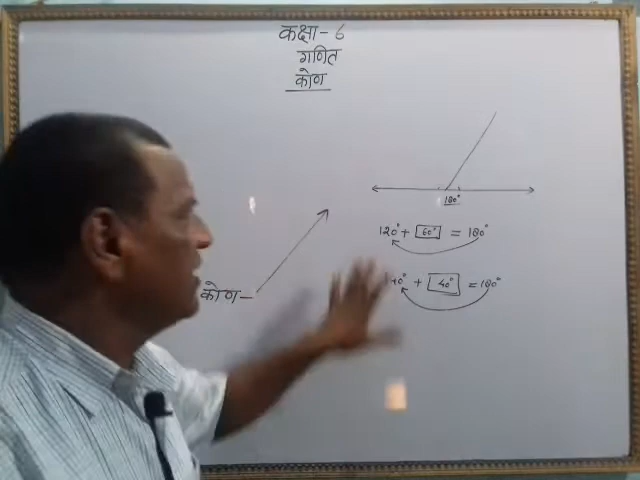 कक्षा - 6
गणित
कोण
180°
120° + 60° = 180°
कोण -
+ 40° = 180°